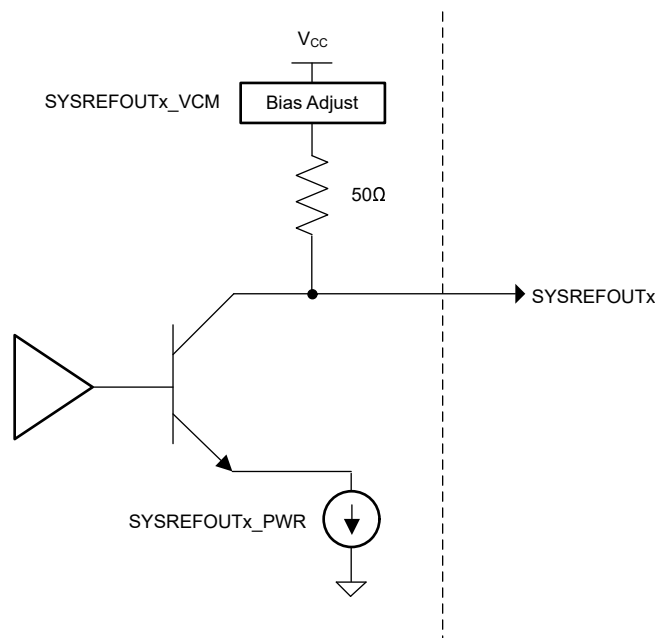 VCC
SYSREFOUTx_VCM
Bias Adjust
50Ω
SYSREFOUTx
SYSREFOUTx_PWR